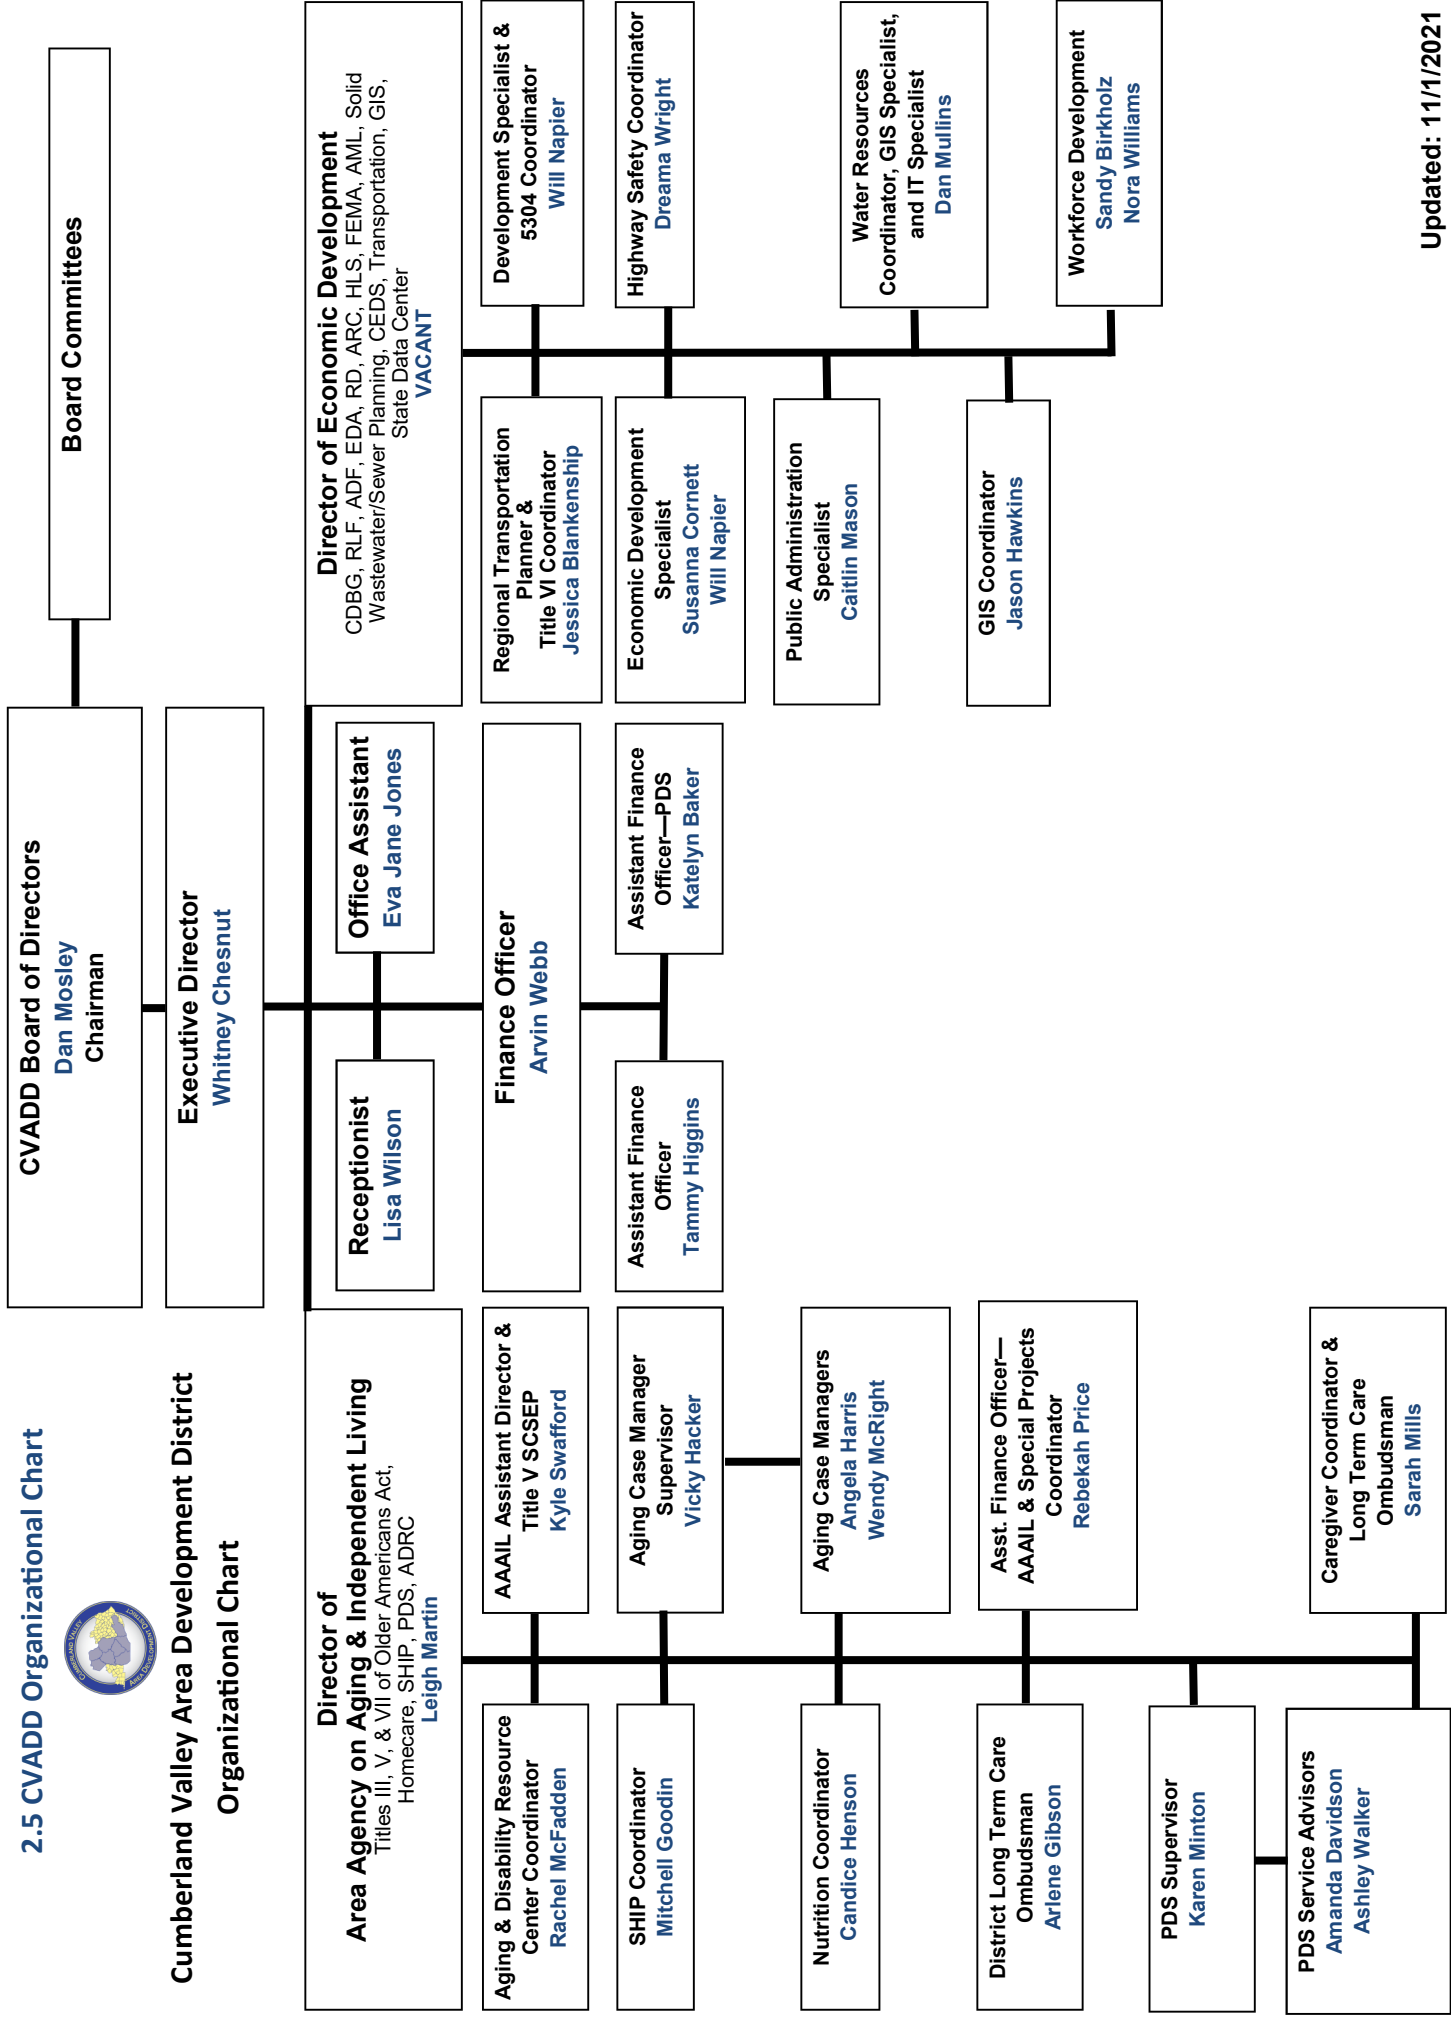 2.5 CVADD Organizational Chart
CUMBERLAND VALLEY
AREA DEVELOPMENT DISTRICT
Cumberland Valley Area Development District
Organizational Chart
CVADD Board of Directors
Dan Mosley
Chairman
Board Committees
Executive Director
Whitney Chesnut
Director of
Area Agency on Aging & Independent Living
Titles III, V, & VII of Older Americans Act,
Homecare, SHIP, PDS, ADRC
Leigh Martin
Receptionist
Lisa Wilson
Office Assistant
Eva Jane Jones
Director of Economic Development
CDBG, RLF, ADF, EDA, RD, ARC, HLS, FEMA, AML, Solid
Wastewater/Sewer Planning, CEDS, Transportation, GIS,
State Data Center
VACANT
Aging & Disability Resource
Center Coordinator
Rachel McFadden
AAAIL Assistant Director &
Title V SCSEP
Kyle Swafford
Finance Officer
Arvin Webb
Regional Transportation
Planner &
Title VI Coordinator
Jessica Blankenship
Development Specialist &
5304 Coordinator
Will Napier
SHIP Coordinator
Mitchell Goodin
Aging Case Manager
Supervisor
Vicky Hacker
Assistant Finance
Officer
Tammy Higgins
Assistant Finance
Officer—PDS
Katelyn Baker
Economic Development
Specialist
Susanna Cornett
Will Napier
Highway Safety Coordinator
Dreama Wright
Nutrition Coordinator
Candice Henson
Aging Case Managers
Angela Harris
Wendy McRight
Public Administration
Specialist
Caitlin Mason
Water Resources
Coordinator, GIS Specialist,
and IT Specialist
Dan Mullins
District Long Term Care
Ombudsman
Arlene Gibson
Asst. Finance Officer—
AAAIL & Special Projects
Coordinator
Rebekah Price
GIS Coordinator
Jason Hawkins
Workforce Development
Sandy Birkholz
Nora Williams
PDS Supervisor
Karen Minton
PDS Service Advisors
Amanda Davidson
Ashley Walker
Caregiver Coordinator &
Long Term Care
Ombudsman
Sarah Mills
Updated: 11/1/2021